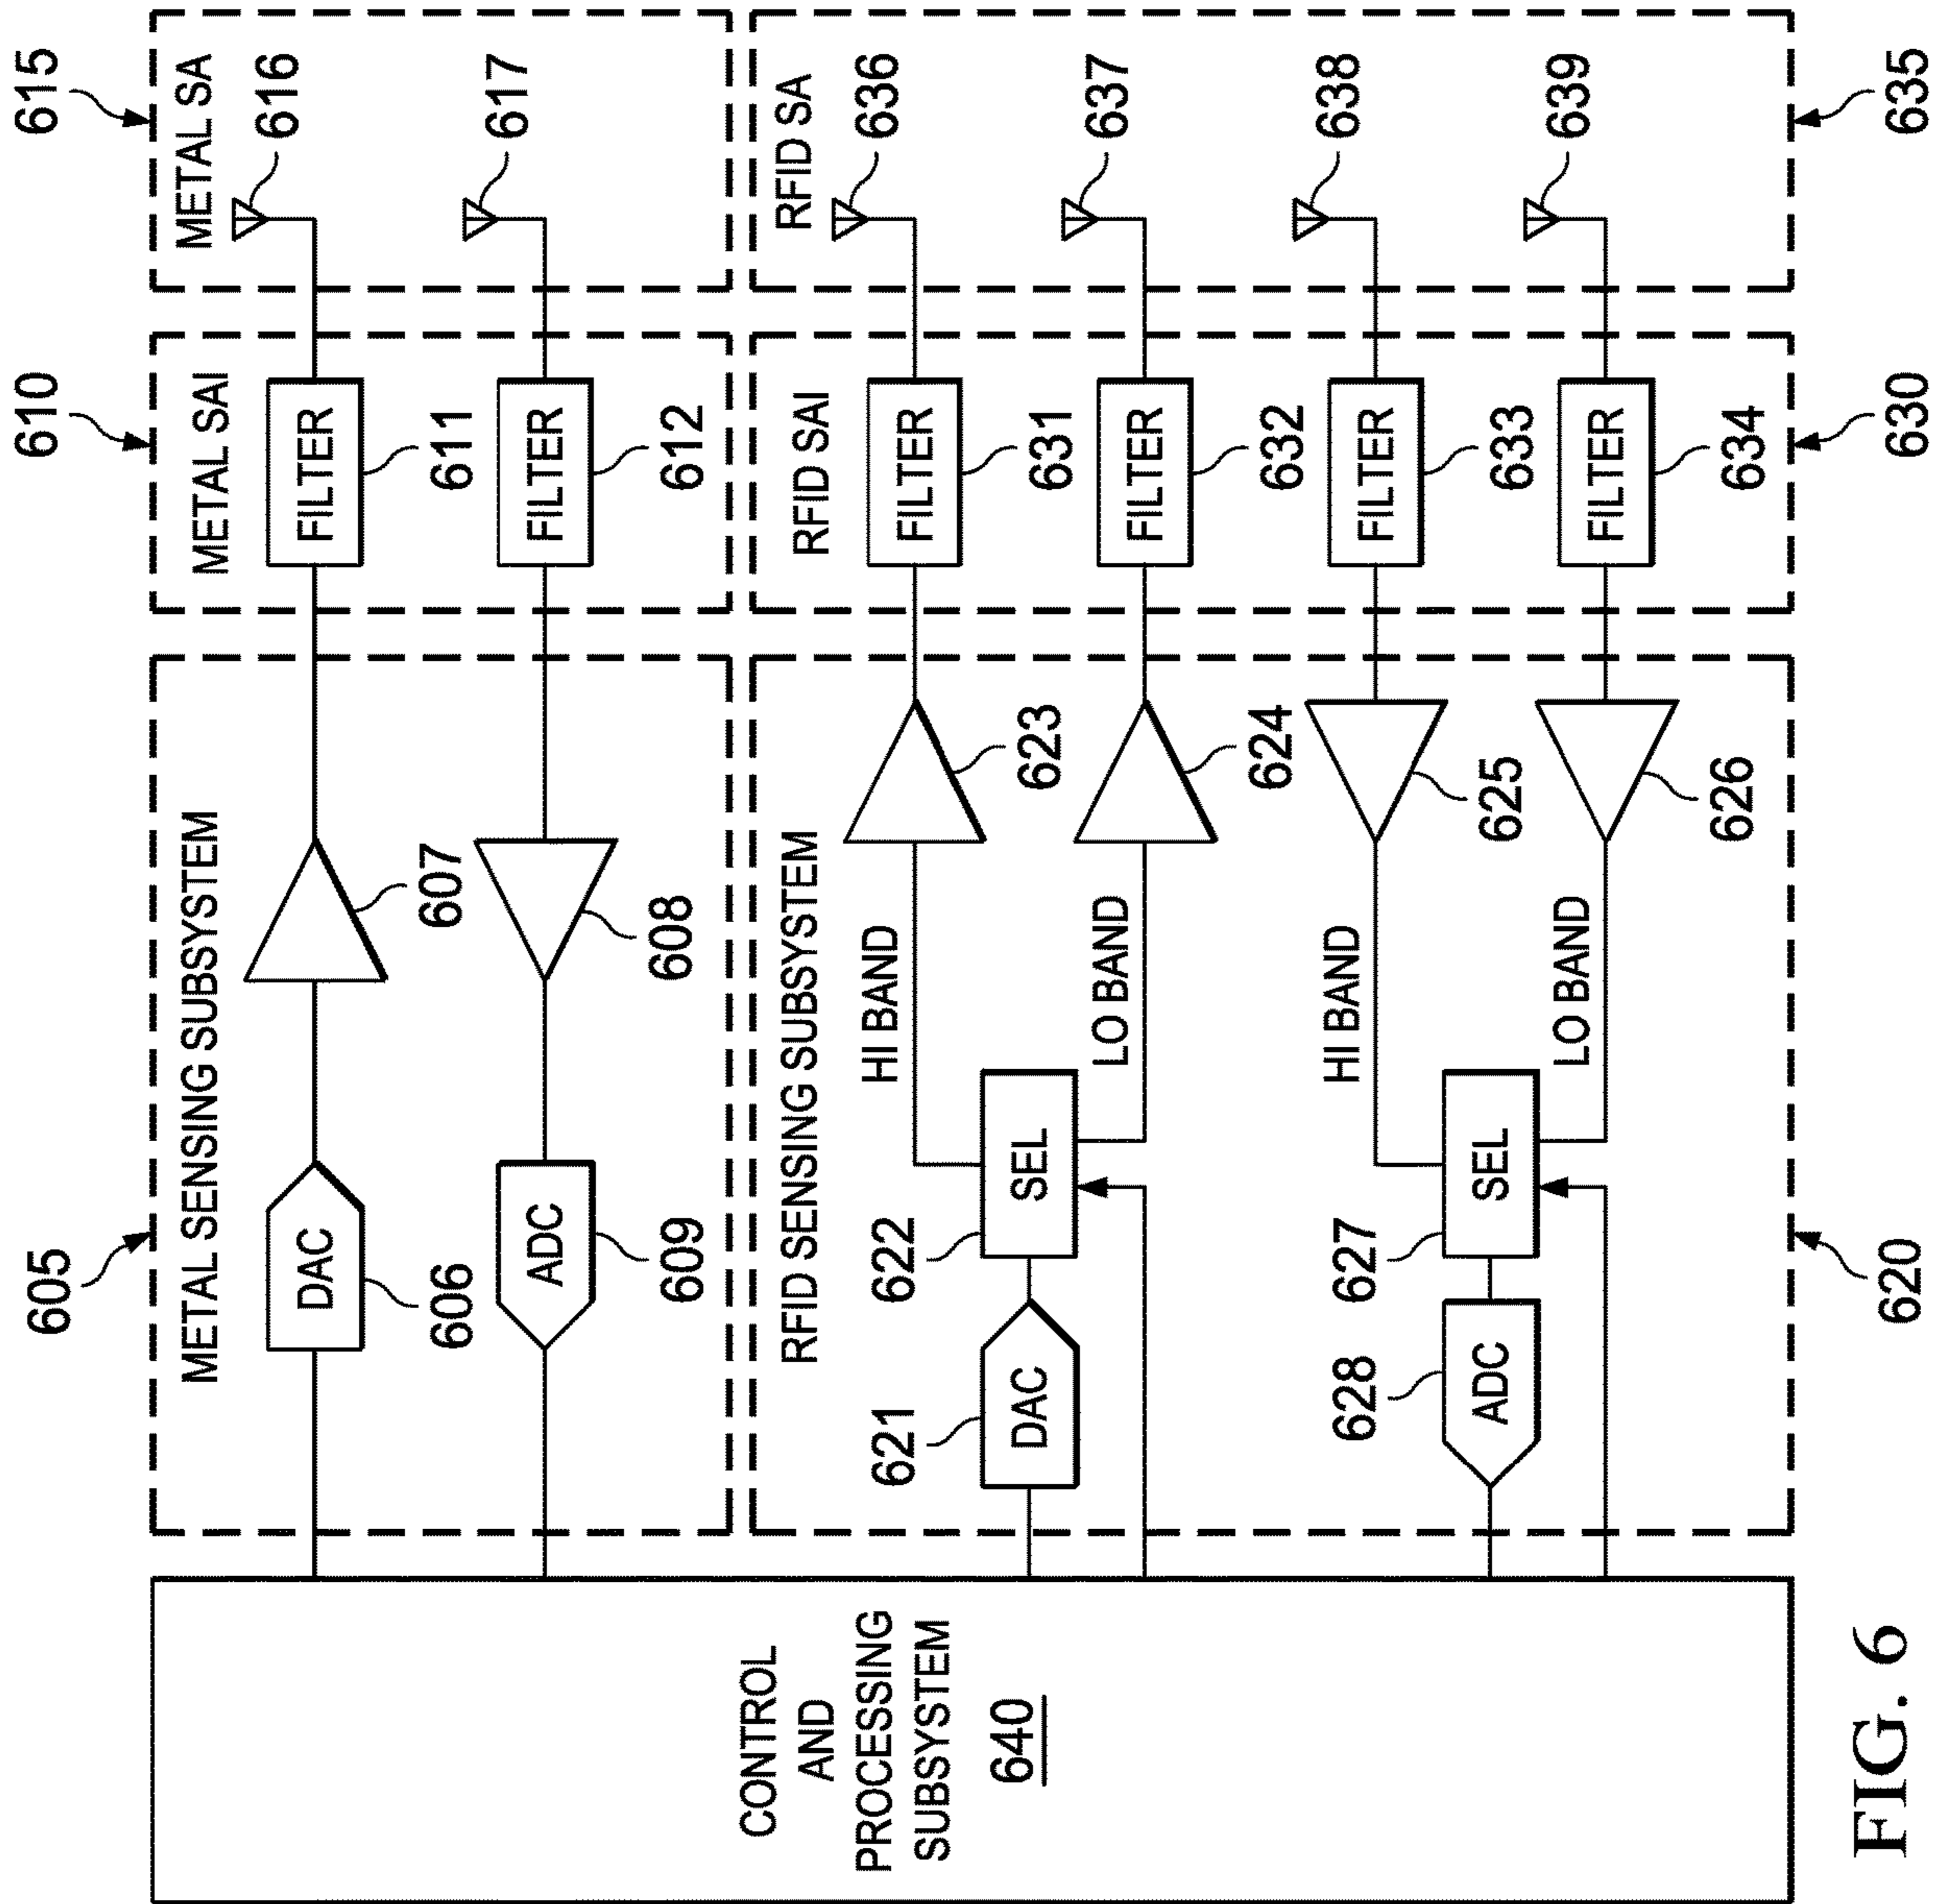 615
METAL SA
616
617
RFID SA
636
637
638
639
635
610
METAL SAI
FILTER
611
FILTER
612
RFID SAI
FILTER
631
FILTER
632
FILTER
633
FILTER
634
630
605
METAL SENSING SUBSYSTEM
607
608
DAC
606
ADC
609
RFID SENSING SUBSYSTEM
623
624
625
626
HI BAND
LO BAND
HI BAND
LO BAND
SEL
622
SEL
627
621
DAC
628
ADC
620
CONTROL
AND
PROCESSING
SUBSYSTEM
640
FIG. 6